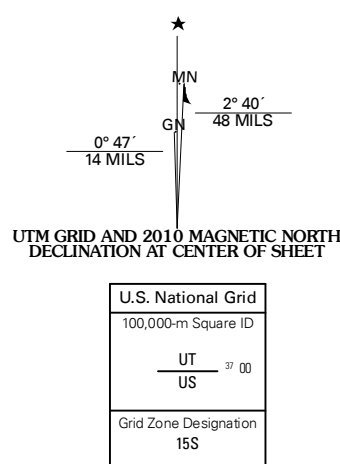 MN
GN
2° 40´
48 MILS
0° 47´
14 MILS
UTM GRID AND 2010 MAGNETIC NORTH
DECLINATION AT CENTER OF SHEET
U.S. National Grid
100,000-m Square ID
UT
37 00
US
Grid Zone Designation
15S